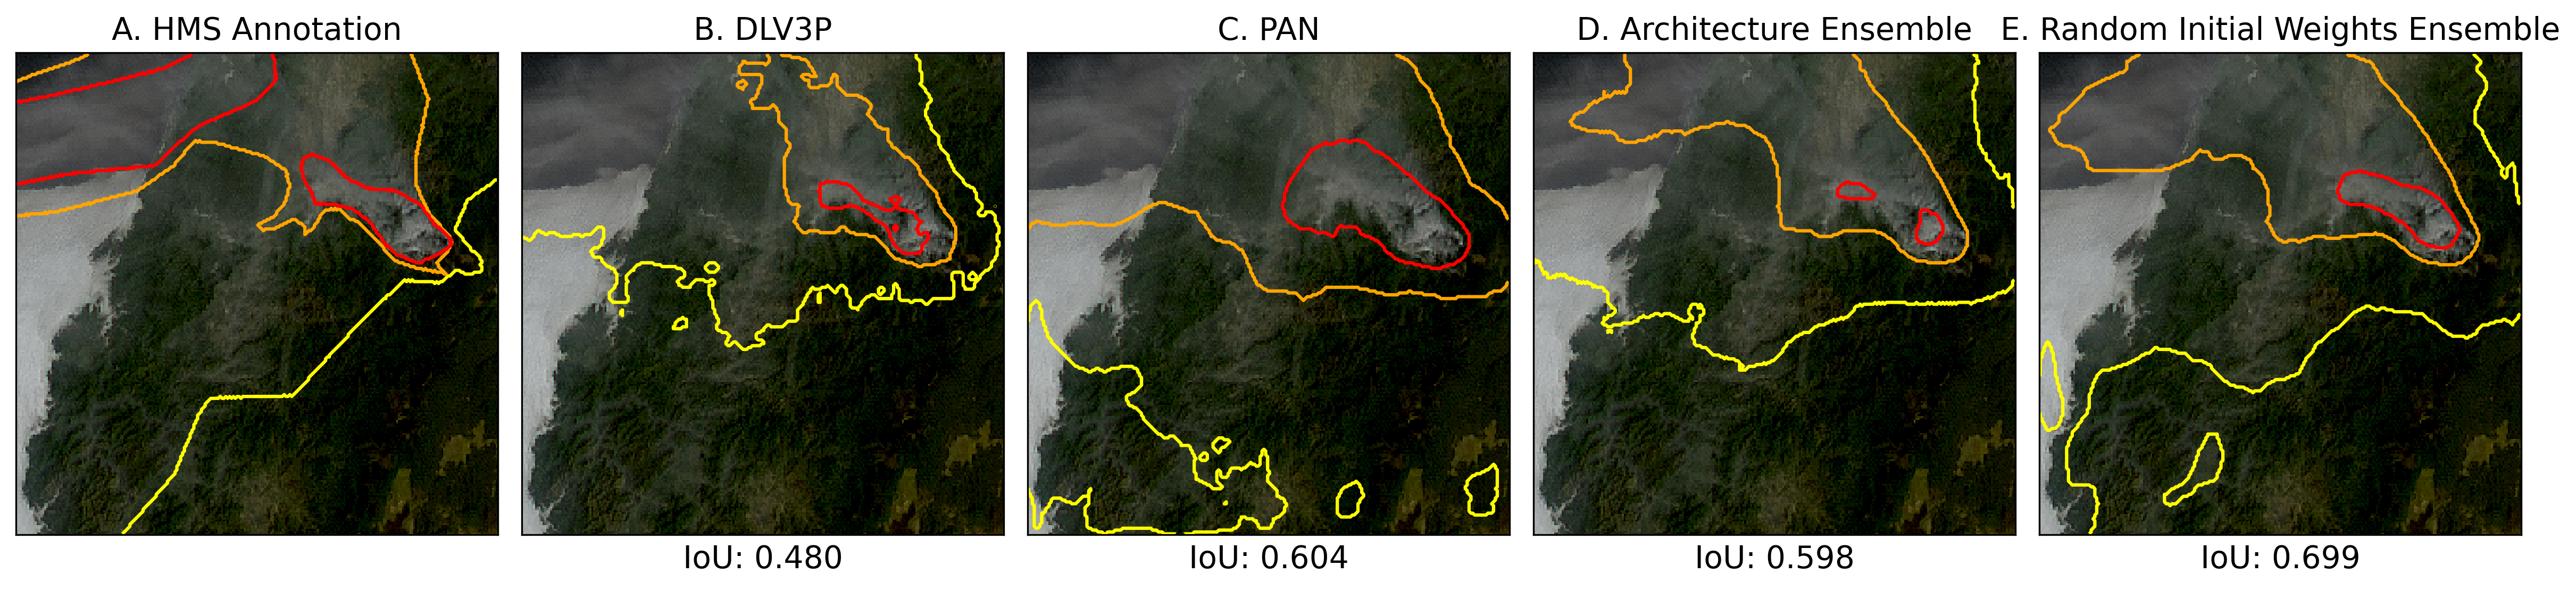 A. HMS Annotation
B. DLV3P
C. PAN
D. Architecture Ensemble
E. Random Initial Weights Ensemble
IoU: 0.480
IoU: 0.604
IoU: 0.598
IoU: 0.699